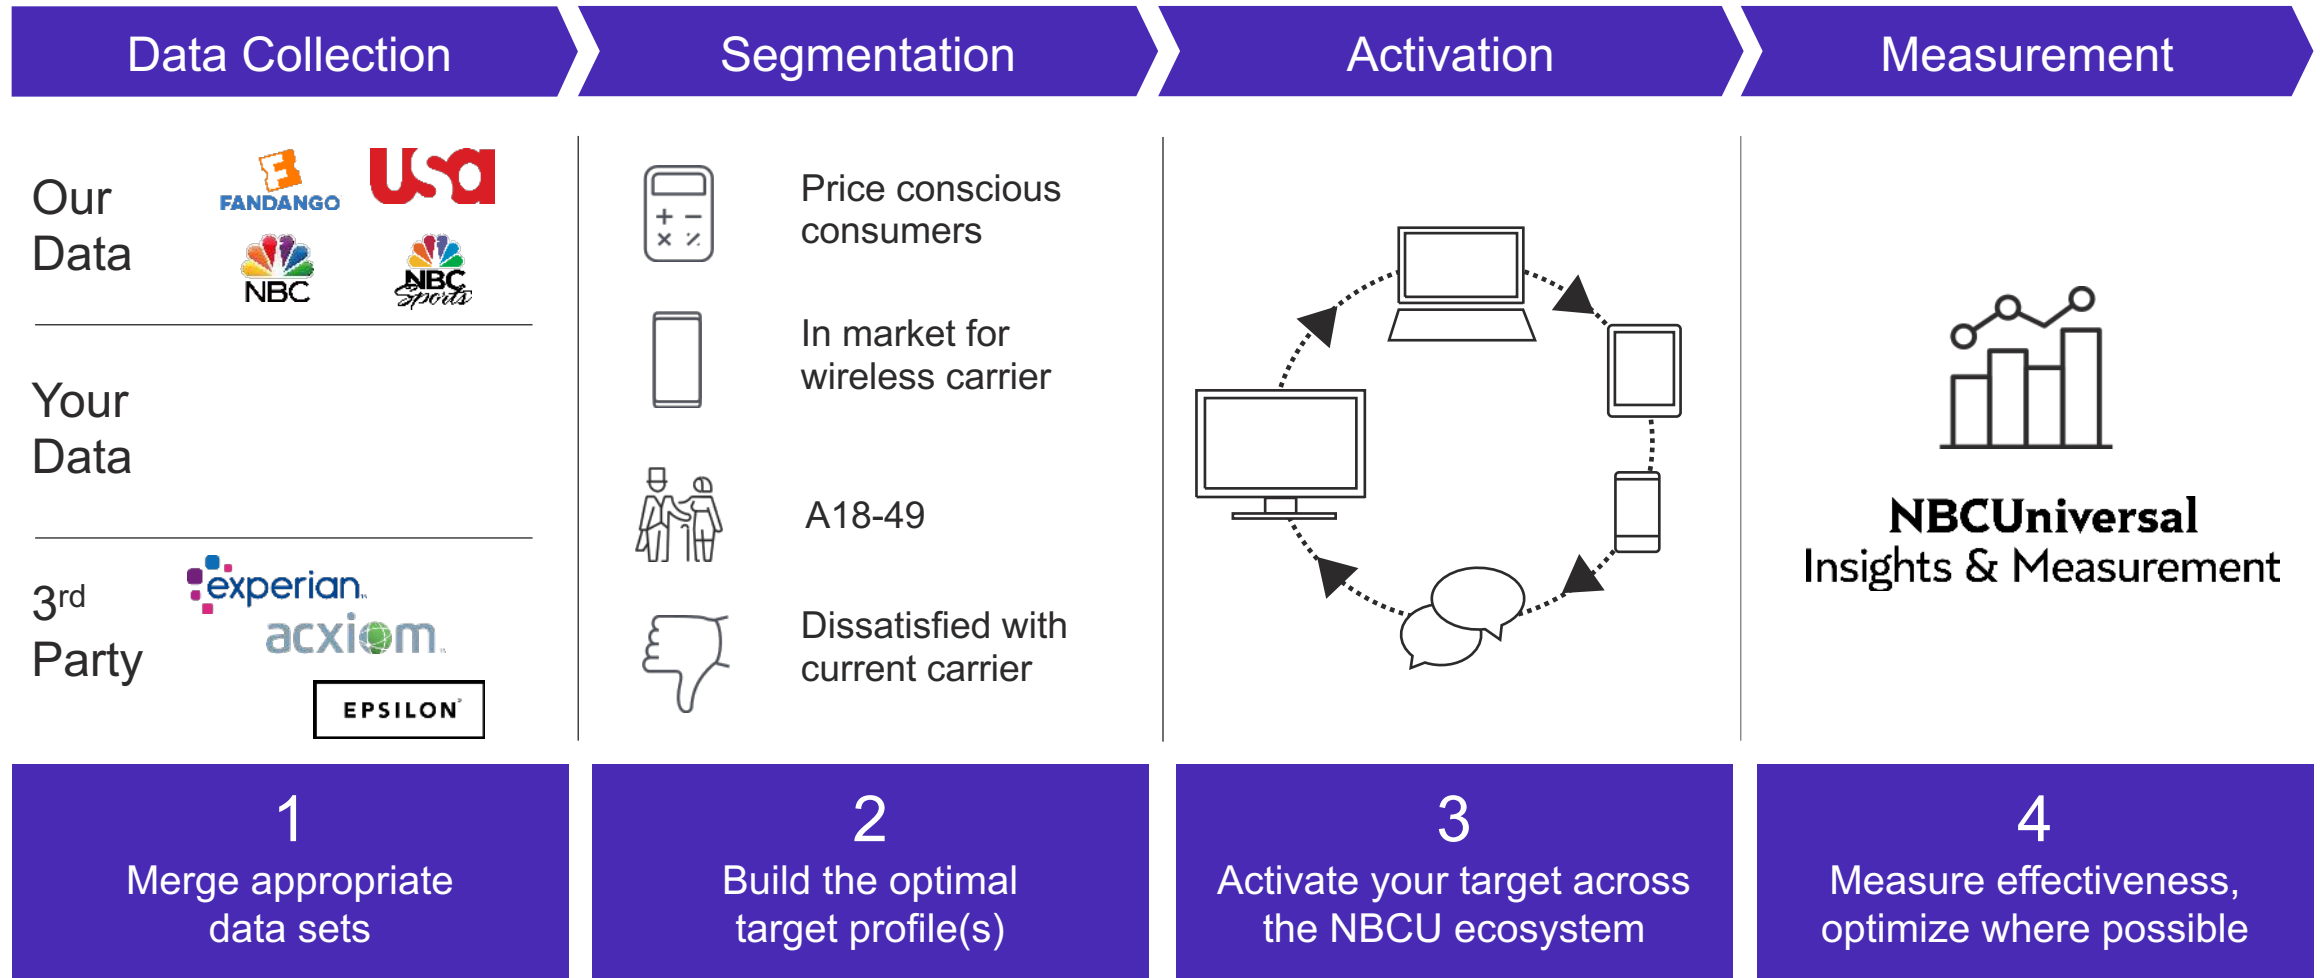 Data Collection
Segmentation
Activation
Measurement
Our
Data
FANDANGO
usa
NBC
NBC
Sports
Your
Data
3rd
Party
experian
acxiom
EPSILON
Price conscious
consumers
In market for
wireless carrier
A18-49
Dissatisfied with
current carrier
NBCUniversal
Insights & Measurement
1
Merge appropriate
data sets
2
Build the optimal
target profile(s)
3
Activate your target across
the NBCU ecosystem
4
Measure effectiveness,
optimize where possible